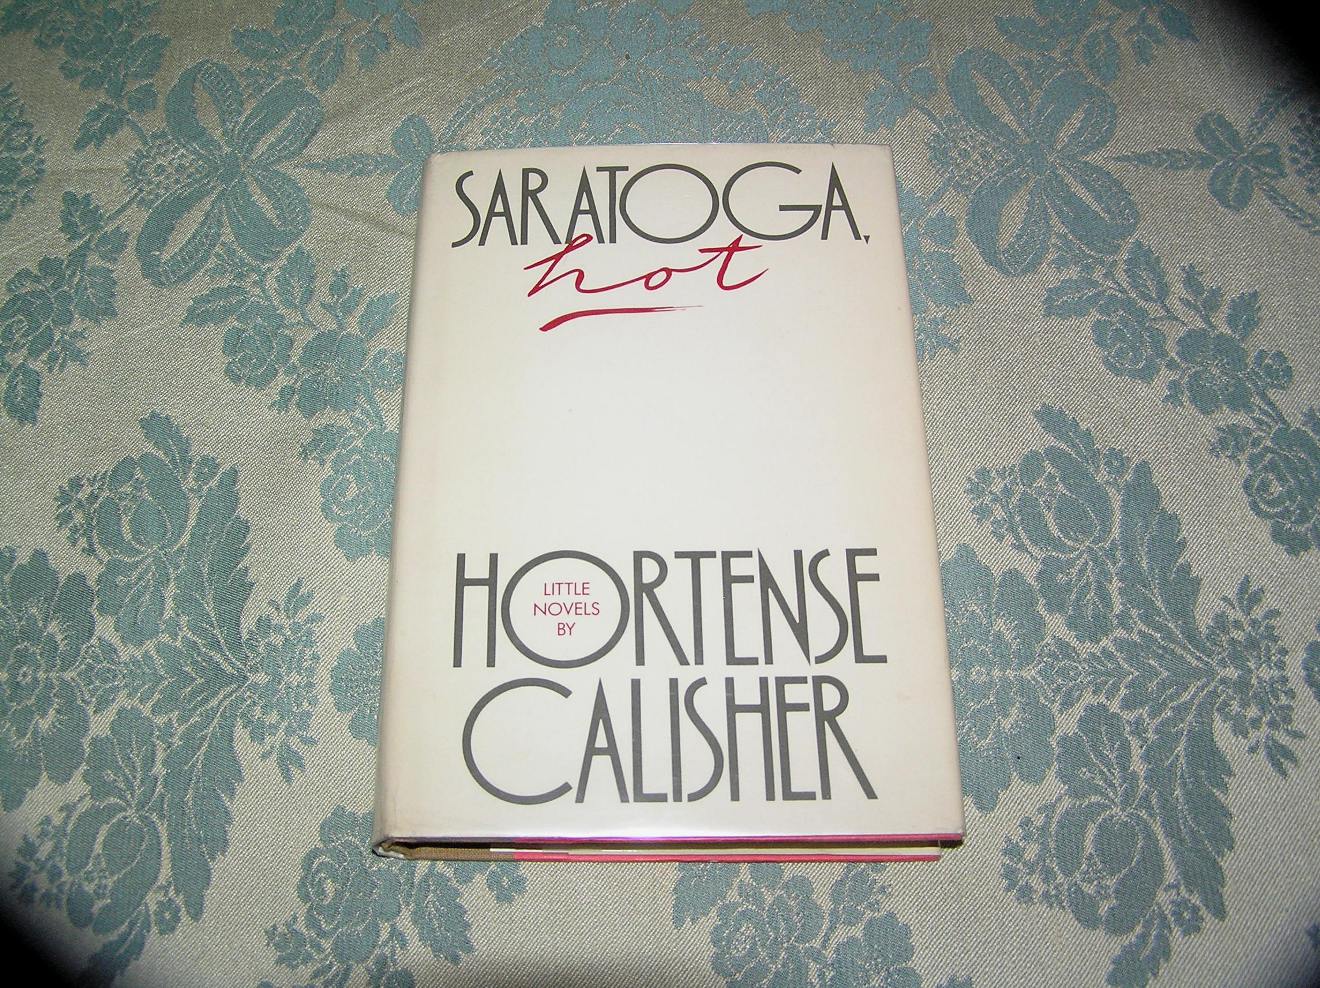 SARATOGA,
hot
LITTLE
NOVELS
BY
HORTENSE
CALISHER